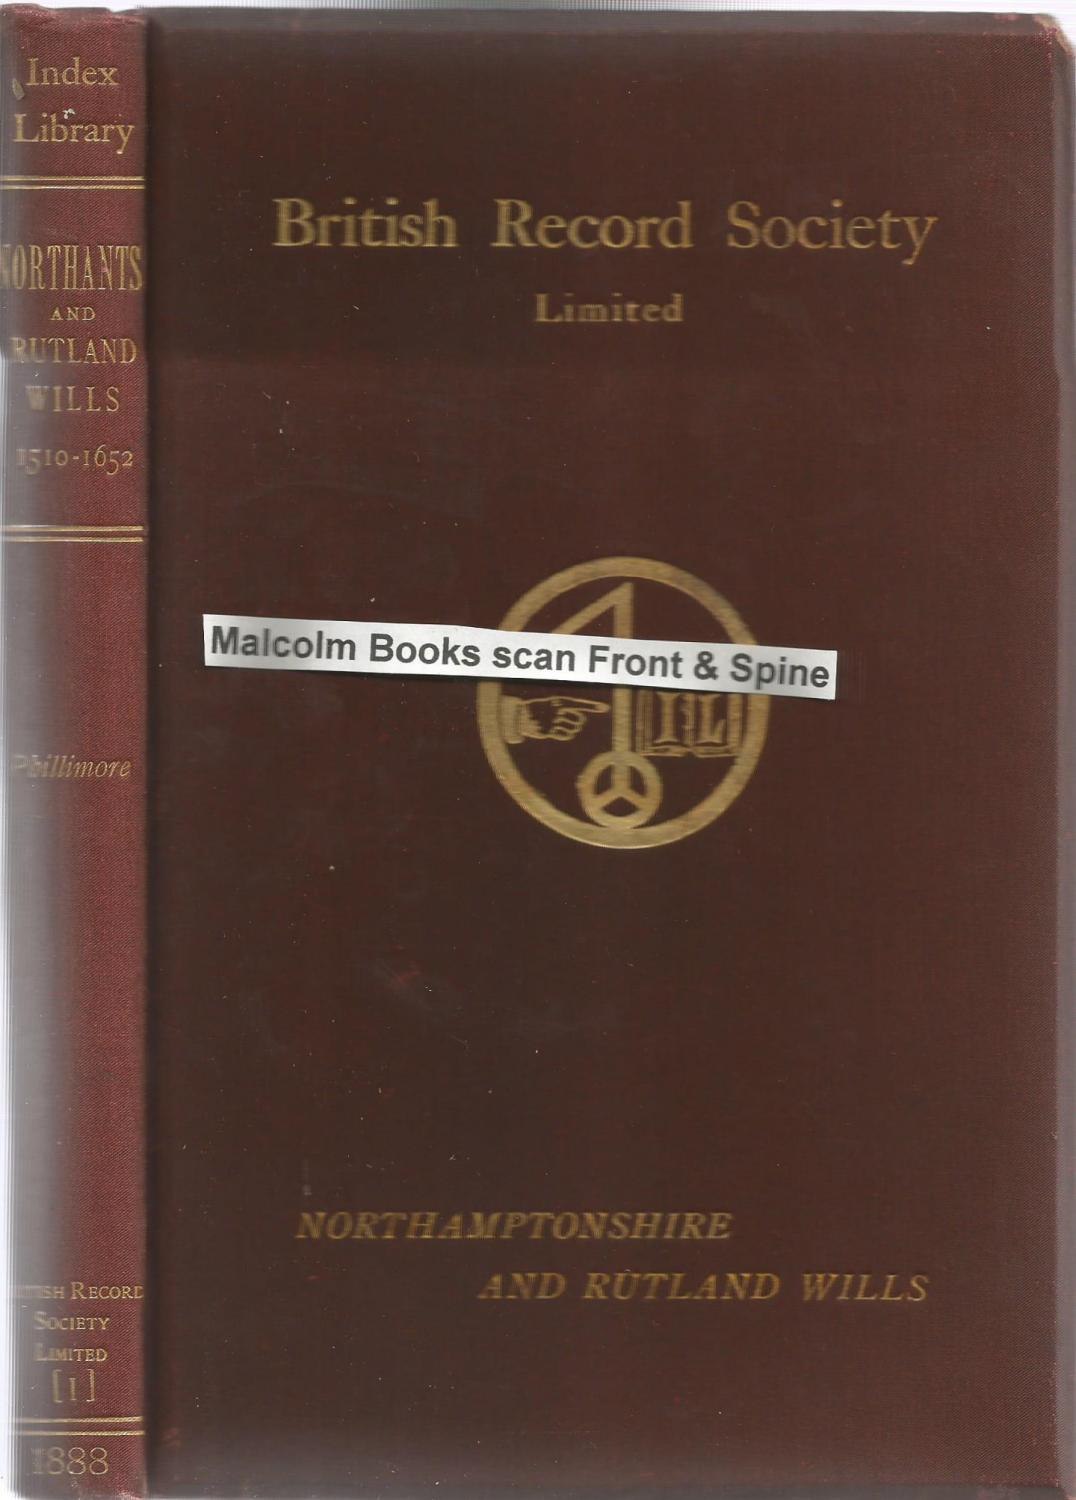 Index
Library
NORTHANTS
AND
RUTLAND
WILLS
1510-1652
Phillimore
BRITISH RECORD
SOCIETY
LIMITED
[1]
1888
British Record Society
Limited
Malcolm Books scan Front & Spine
NORTHAMPTONSHIRE
AND RUTLAND WILLS